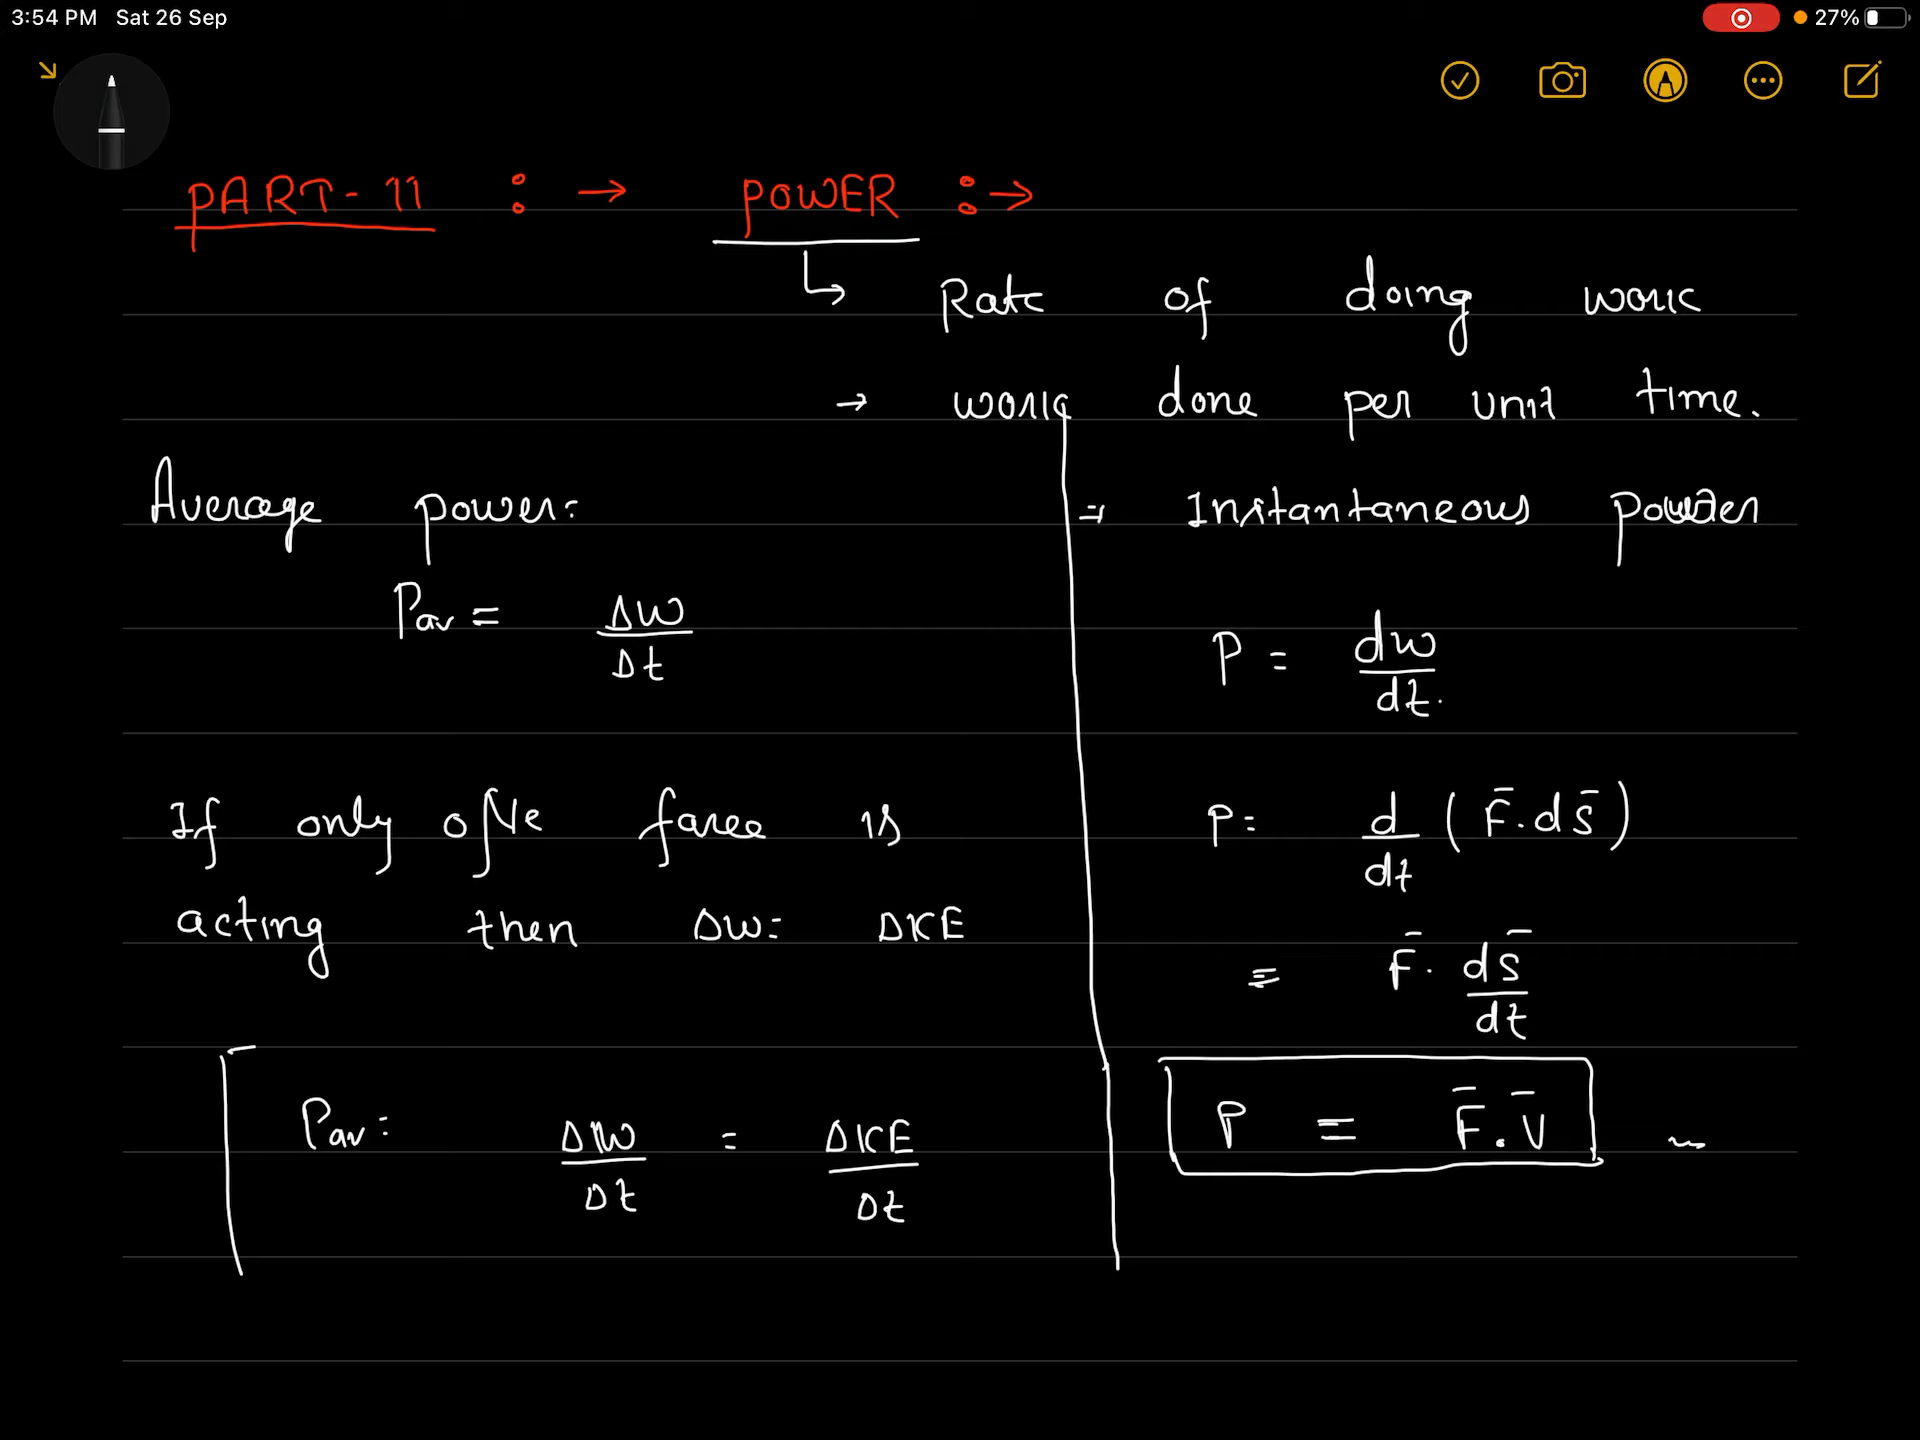 3:54 PM Sat 26 Sep
27%
PART-11 : → POWER :→
↳ Rate of doing work
→ work done per unit time.
Average power:
Pav = ΔW/Δt
If only one force is
acting then ΔW= ΔKE
Pav= ΔW/Δt = ΔKE/Δt
⇒ Instantaneous power
P = dw/dt.
P= d/dt (F̄.ds̄)
= F̄. ds̄/dt
P = F̄.v̄